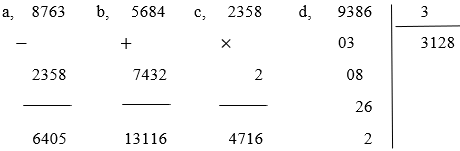 a, 8763 b, 5684 c, 2358 d, 9386 3
− + × 03 3128
2358 7432 2 08
26
6405 13116 4716 2